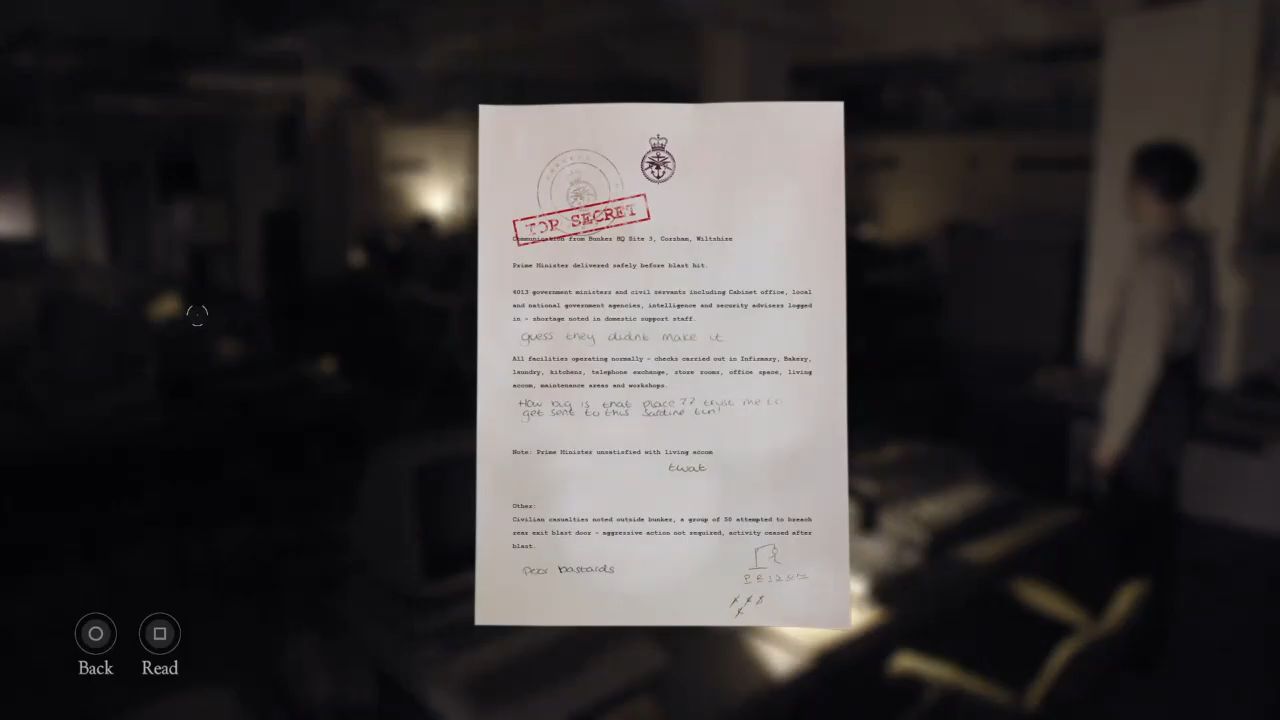 TOP SECRET
Communication from Bunker HQ Site 3, Corsham, Wiltshire
Prime Minister delivered safely before blast hit.
4013 government ministers and civil servants including Cabinet office, local
and national government agencies, intelligence and security advisers logged
in - shortage noted in domestic support staff.
guess they didnt make it
All facilities operating normally - checks carried out in Infirmary, Bakery,
laundry, kitchens, telephone exchange, store rooms, office space, living
accom, maintenance areas and workshops.
How big is that place?? trust me to
get sent to this sardine tin!
Note: Prime Minister unsatisfied with living accom
twat
Other:
Civilian casualties noted outside bunker, a group of 50 attempted to breach
rear exit blast door - aggressive action not required, activity ceased after
blast.
Poor bastards
Back
Read